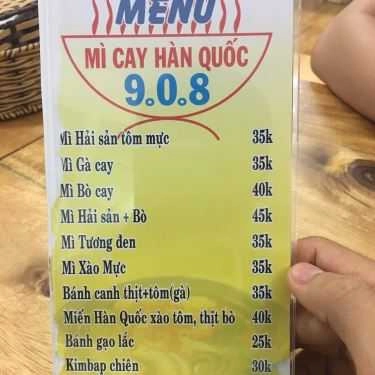 MENU
MÌ CAY HÀN QUỐC
9.0.8
Mì Hải sản tôm mực 35k
Mì Gà cay 35k
Mì Bò cay 40k
Mì Hải sản + Bò 45k
Mì Tương đen 35k
Mì Xào Mực 35k
Bánh canh thịt+tôm(gà) 35k
Miến Hàn Quốc xào tôm, thịt bò 40k
Bánh gạo lắc 25k
Kimbap chiên 30k